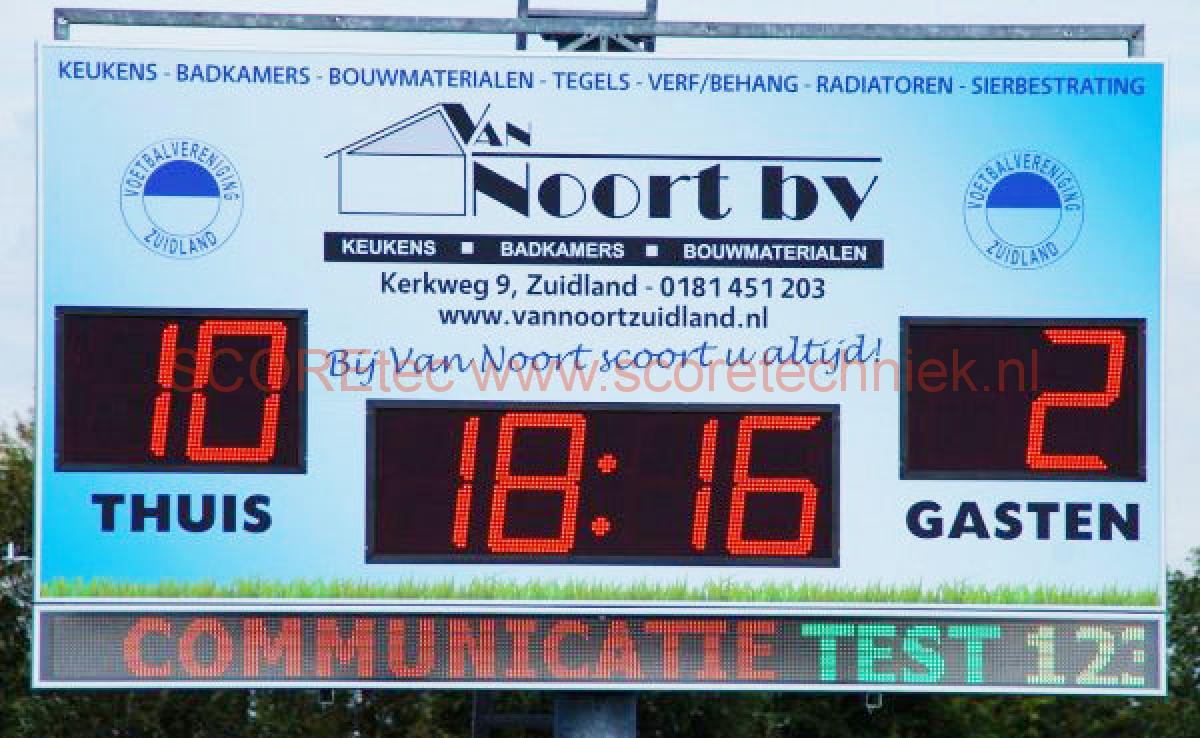 KEUKENS - BADKAMERS - BOUWMATERIALEN - TEGELS - VERF/BEHANG - RADIATOREN - SIERBESTRATING
VOETBALVERENIGING
ZUIDLAND
VAN
NOORT bv
KEUKENS ■ BADKAMERS ■ BOUWMATERIALEN
VOETBALVERENIGING
ZUIDLAND
Kerkweg 9, Zuidland - 0181 451 203
www.vannoortzuidland.nl
Bij Van Noort scoort u altijd!
SCOREtec www.scoretechniek.nl
10
2
18:16
THUIS
GASTEN
COMMUNICATIE TEST 123